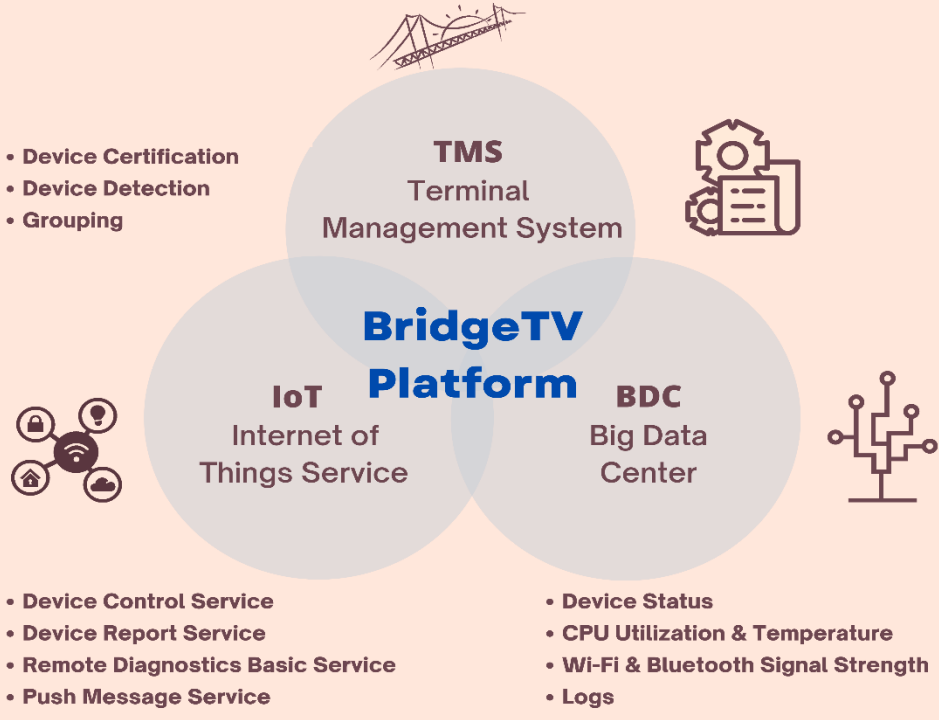 • Device Certification
• Device Detection
• Grouping
TMS
Terminal
Management System
BridgeTV
Platform
IoT
Internet of
Things Service
BDC
Big Data
Center
• Device Control Service
• Device Report Service
• Remote Diagnostics Basic Service
• Push Message Service
• Device Status
• CPU Utilization & Temperature
• Wi-Fi & Bluetooth Signal Strength
• Logs